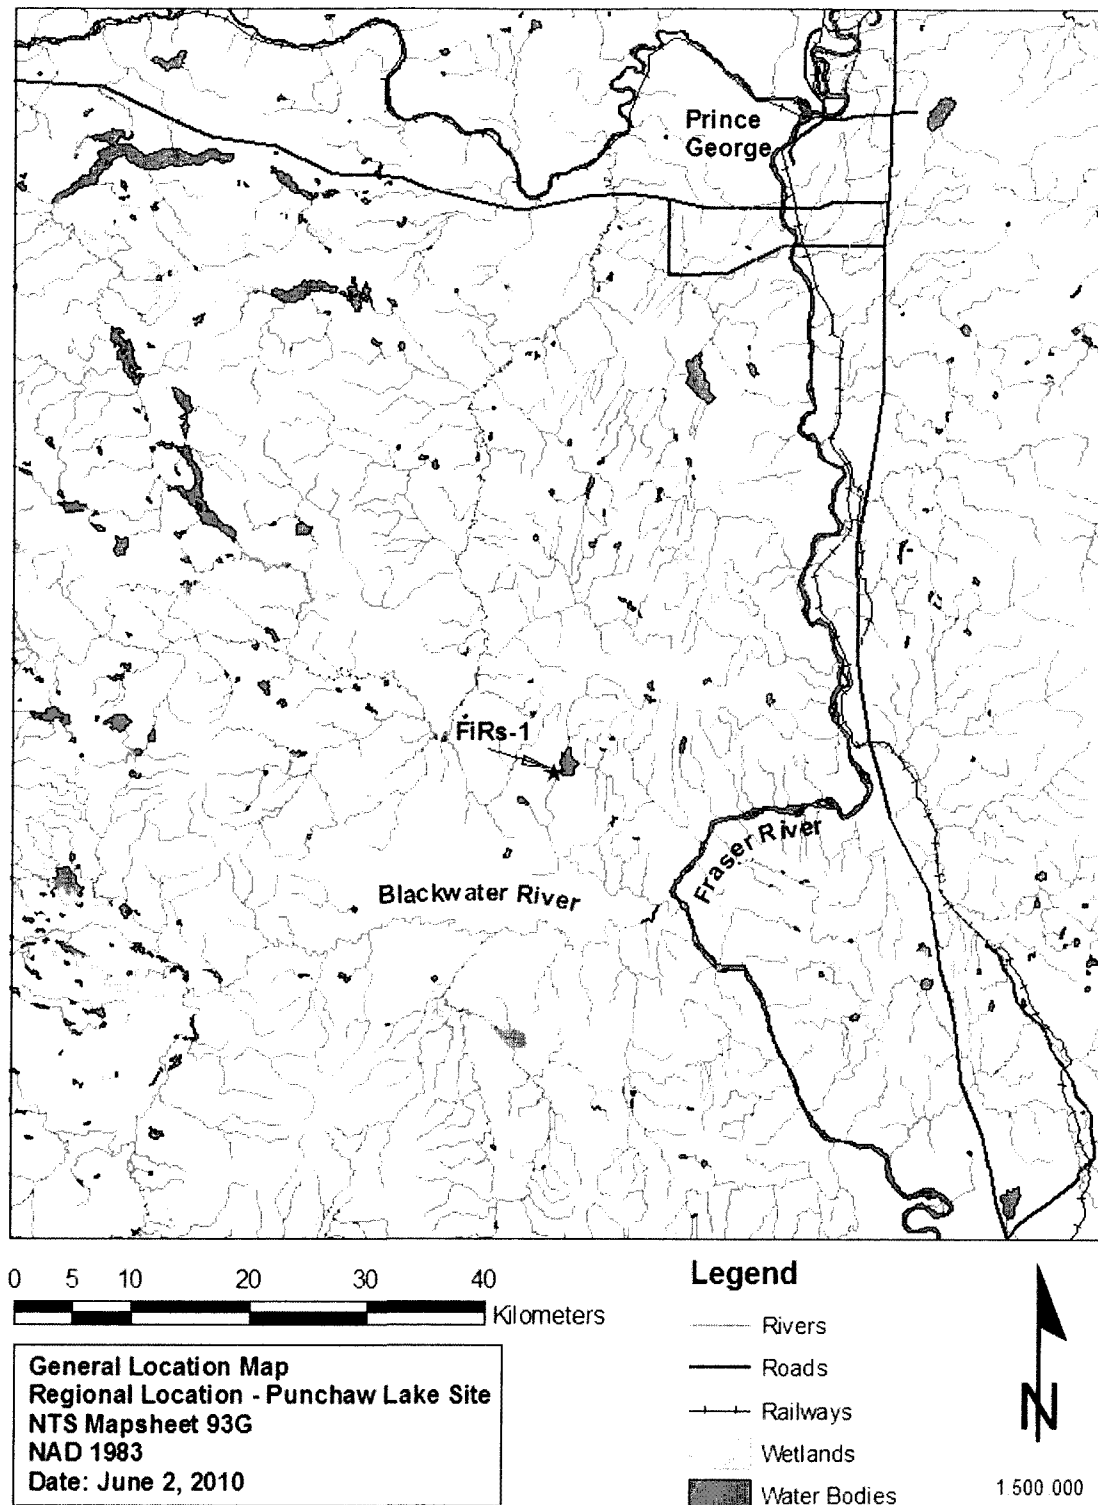 Prince
George
FiRs-1
Fraser River
Blackwater River
0 5 10 20 30 40
Kilometers
General Location Map
Regional Location - Punchaw Lake Site
NTS Mapsheet 93G
NAD 1983
Date: June 2, 2010
Legend
Rivers
Roads
Railways
Wetlands
Water Bodies
N
1 500 000